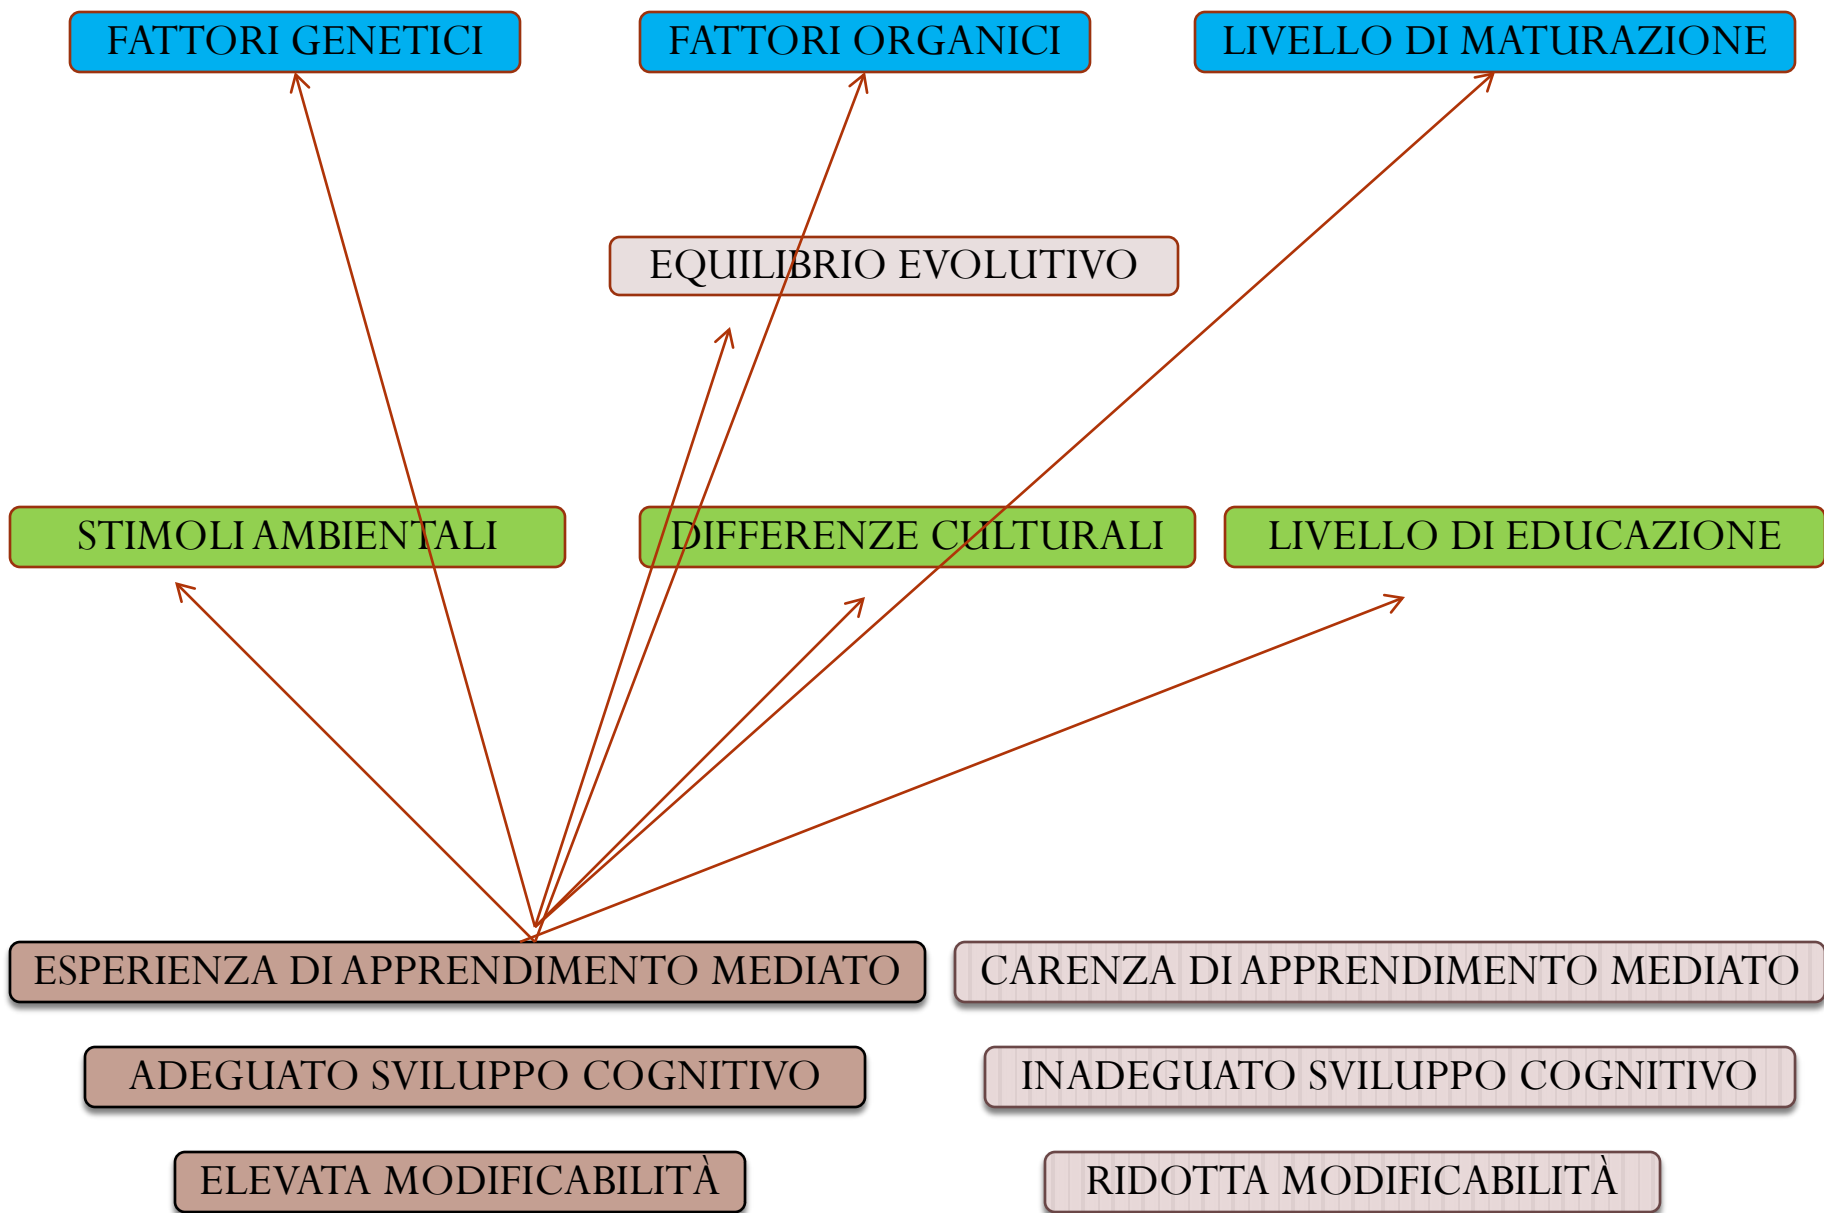 FATTORI GENETICI
FATTORI ORGANICI
LIVELLO DI MATURAZIONE
EQUILIBRIO EVOLUTIVO
STIMOLI AMBIENTALI
DIFFERENZE CULTURALI
LIVELLO DI EDUCAZIONE
ESPERIENZA DI APPRENDIMENTO MEDIATO
CARENZA DI APPRENDIMENTO MEDIATO
ADEGUATO SVILUPPO COGNITIVO
INADEGUATO SVILUPPO COGNITIVO
ELEVATA MODIFICABILITÀ
RIDOTTA MODIFICABILITÀ